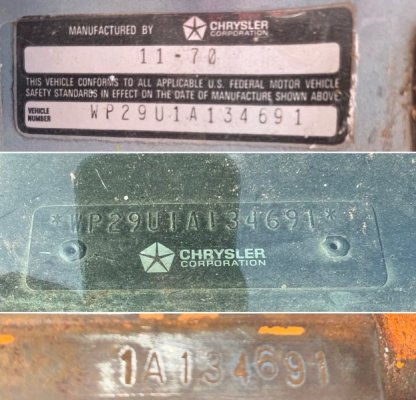 MANUFACTURED BY CHRYSLER CORPORATION
11-70
THIS VEHICLE CONFORMS TO ALL APPLICABLE U.S. FEDERAL MOTOR VEHICLE
SAFETY STANDARDS IN EFFECT ON THE DATE OF MANUFACTURE SHOWN ABOVE
VEHICLE NUMBER WP29U1A134691
*WP29U1A134691*
CHRYSLER
CORPORATION
1A134691